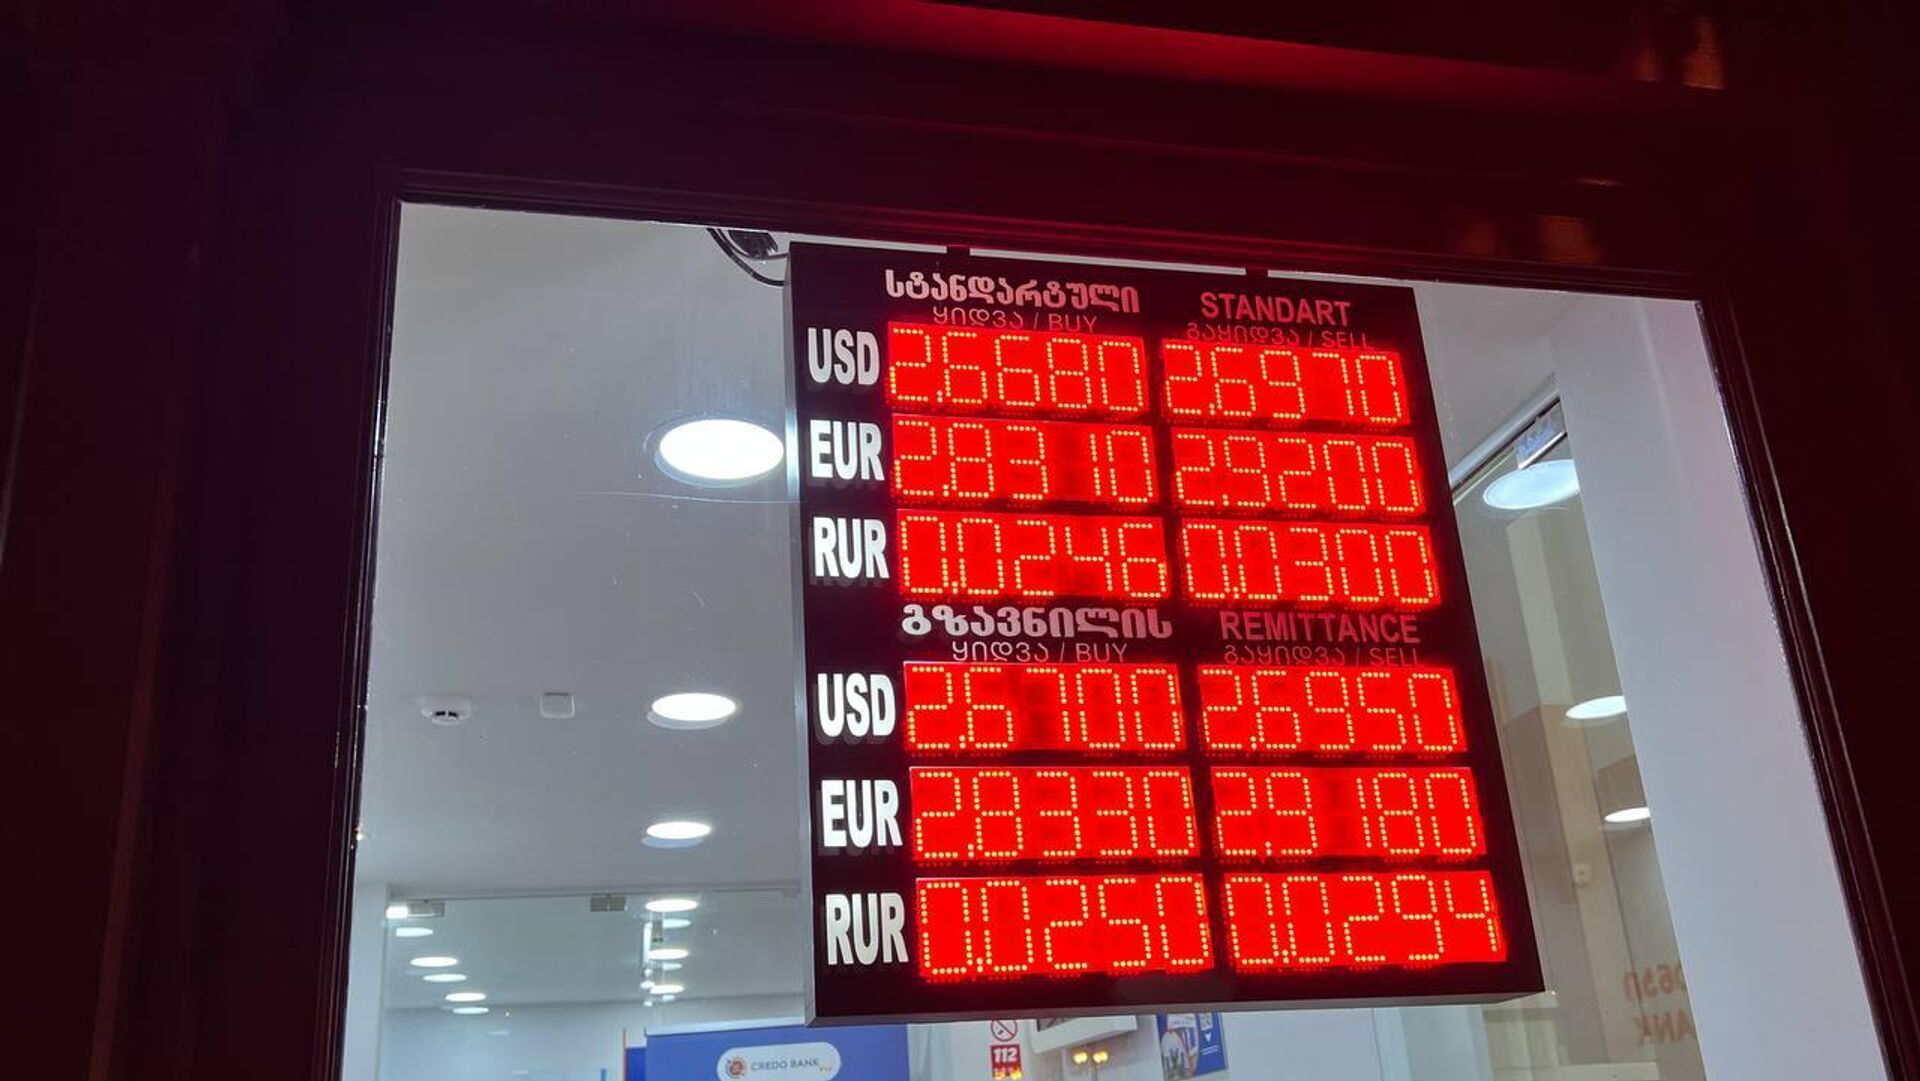 სტანდარტული STANDART
ყიდვა / BUY გაყიდვა / SELL
USD 2.6680 2.6970
EUR 2.8310 2.9200
RUR 0.0246 0.0300
გზავნილის REMITTANCE
ყიდვა / BUY გაყიდვა / SELL
USD 2.6700 2.6950
EUR 2.8330 2.9180
RUR 0.0250 0.0294
CREDO BANK
112